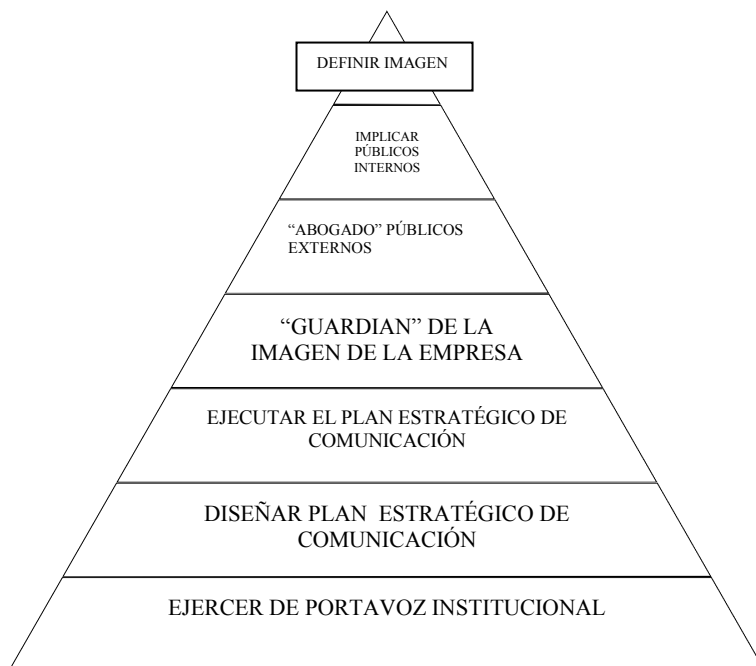 DEFINIR IMAGEN
IMPLICAR
PÚBLICOS
INTERNOS
“ABOGADO” PÚBLICOS
EXTERNOS
“GUARDIAN” DE LA
IMAGEN DE LA EMPRESA
EJECUTAR EL PLAN ESTRATÉGICO DE
COMUNICACIÓN
DISEÑAR PLAN ESTRATÉGICO DE
COMUNICACIÓN
EJERCER DE PORTAVOZ INSTITUCIONAL